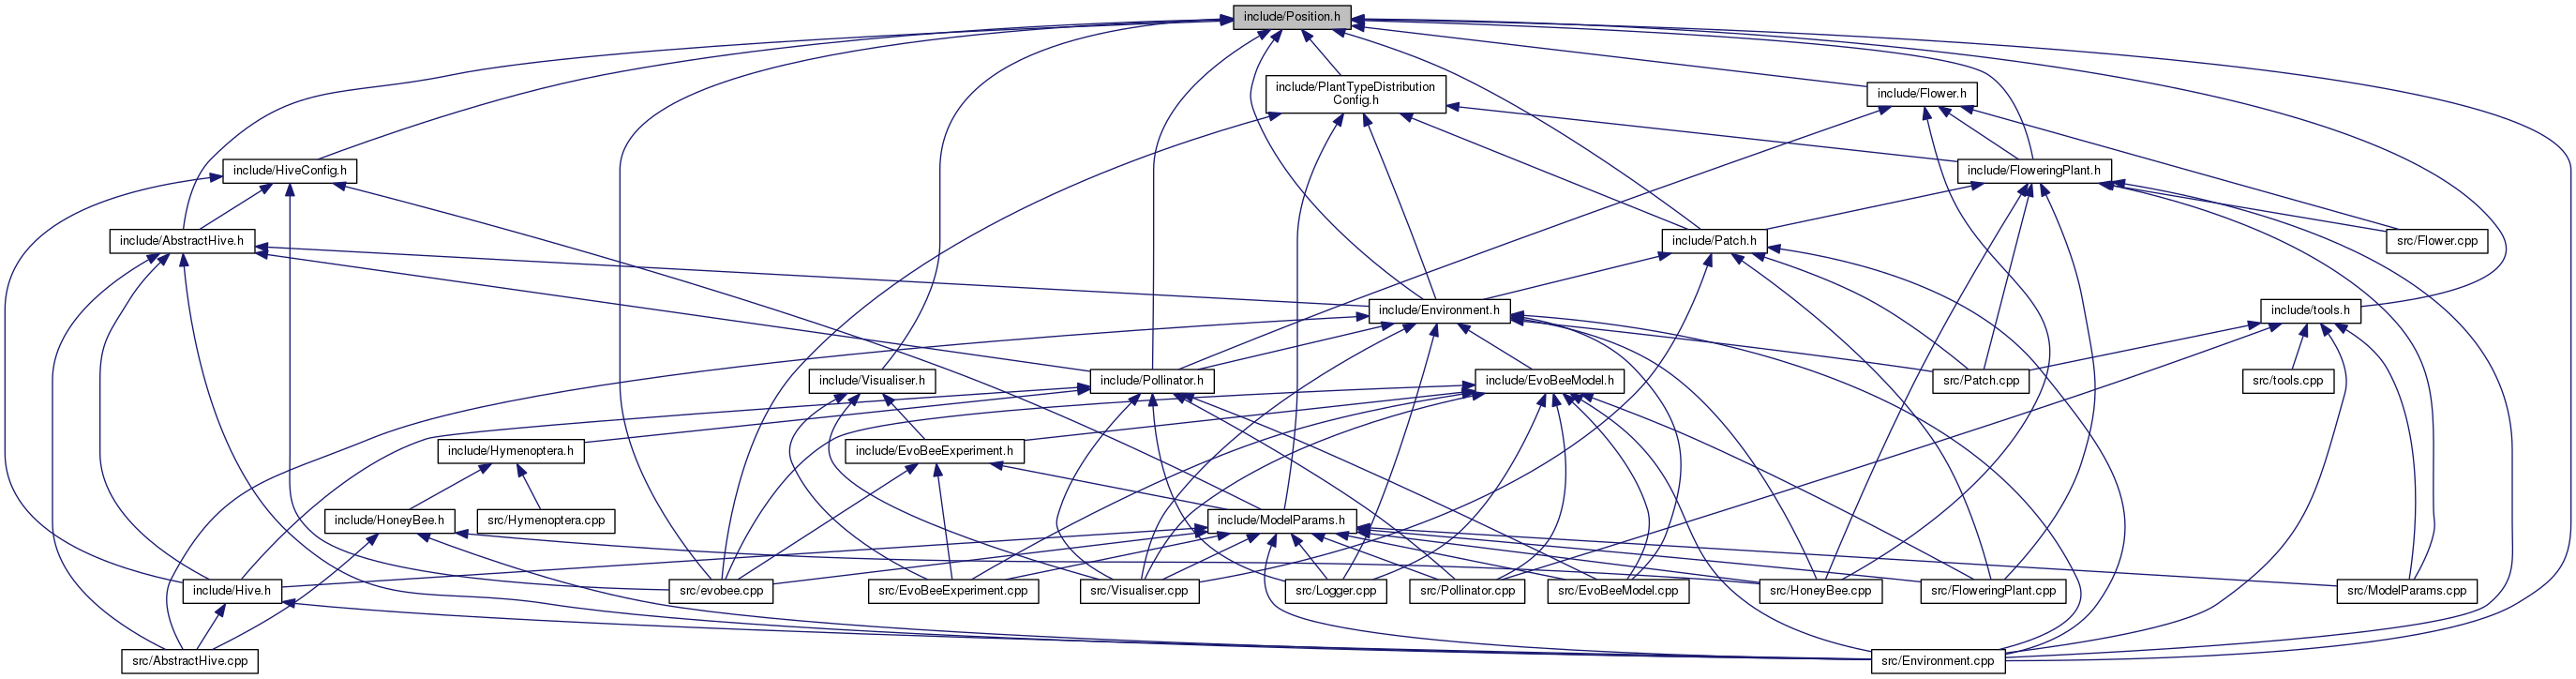 include/Position.h
include/PlantTypeDistribution
Config.h
include/Flower.h
include/HiveConfig.h
include/FloweringPlant.h
include/AbstractHive.h
include/Patch.h
src/Flower.cpp
include/Environment.h
include/tools.h
include/Visualiser.h
include/Pollinator.h
include/EvoBeeModel.h
src/Patch.cpp
src/tools.cpp
include/Hymenoptera.h
include/EvoBeeExperiment.h
include/HoneyBee.h
src/Hymenoptera.cpp
include/ModelParams.h
include/Hive.h
src/evobee.cpp
src/EvoBeeExperiment.cpp
src/Visualiser.cpp
src/Logger.cpp
src/Pollinator.cpp
src/EvoBeeModel.cpp
src/HoneyBee.cpp
src/FloweringPlant.cpp
src/ModelParams.cpp
src/AbstractHive.cpp
src/Environment.cpp